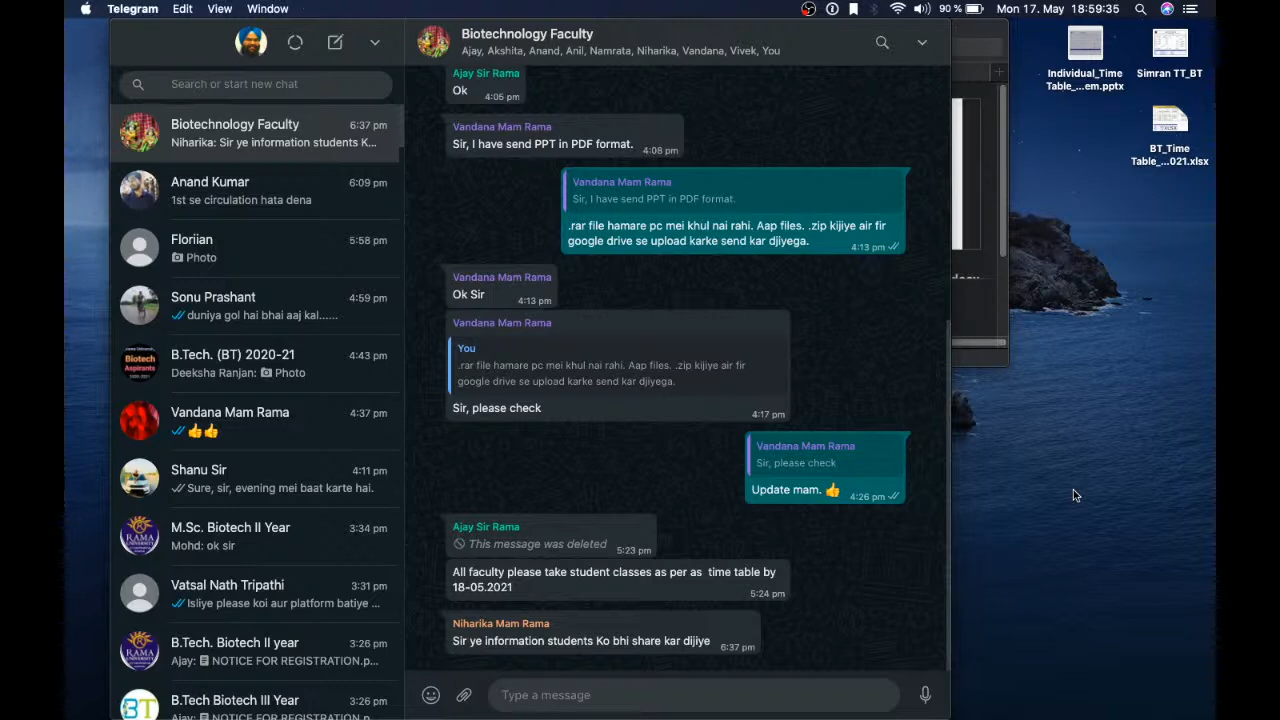 Telegram Edit View Window
90 % Mon 17. May 18:59:35
Search or start new chat
Biotechnology Faculty 6:37 pm
Niharika: Sir ye information students K...
Anand Kumar 6:09 pm
1st se circulation hata dena
Floriian 5:58 pm
Photo
Sonu Prashant 4:59 pm
duniya gol hai bhai aaj kal......
B.Tech. (BT) 2020-21 4:43 pm
Deeksha Ranjan: Photo
Biotech
Aspirants
Vandana Mam Rama 4:37 pm
👍👍
Shanu Sir 4:11 pm
Sure, sir, evening mei baat karte hai.
M.Sc. Biotech II Year 3:34 pm
Mohd: ok sir
RAMA
Vatsal Nath Tripathi 3:31 pm
Isliye please koi aur platform batiye ...
B.Tech. Biotech II year 3:26 pm
Ajay: NOTICE FOR REGISTRATION.p...
RAMA
B.Tech Biotech III Year 3:26 pm
Ajay: NOTICE FOR REGISTRATION.p...
BT
Biotechnology Faculty
Ajay, Akshita, Anand, Anil, Namrata, Niharika, Vandana, Vivek, You
Ajay Sir Rama
Ok
4:05 pm
Vandana Mam Rama
Sir, I have send PPT in PDF format. 4:08 pm
Vandana Mam Rama
Sir, I have send PPT in PDF format.
.rar file hamare pc mei khul nai rahi. Aap files. .zip kijiye air fir
google drive se upload karke send kar djiyega. 4:13 pm
Vandana Mam Rama
Ok Sir 4:13 pm
Vandana Mam Rama
You
.rar file hamare pc mei khul nai rahi. Aap files. .zip kijiye air fir
google drive se upload karke send kar djiyega.
Sir, please check 4:17 pm
Vandana Mam Rama
Sir, please check
Update mam. 👍 4:26 pm
Ajay Sir Rama
This message was deleted 5:23 pm
All faculty please take student classes as per as time table by
18-05.2021 5:24 pm
Niharika Mam Rama
Sir ye information students Ko bhi share kar dijiye 6:37 pm
Type a message
Individual_Time
Table_...em.pptx
Simran TT_BT
XLSX
BT_Time
Table_...021.xlsx